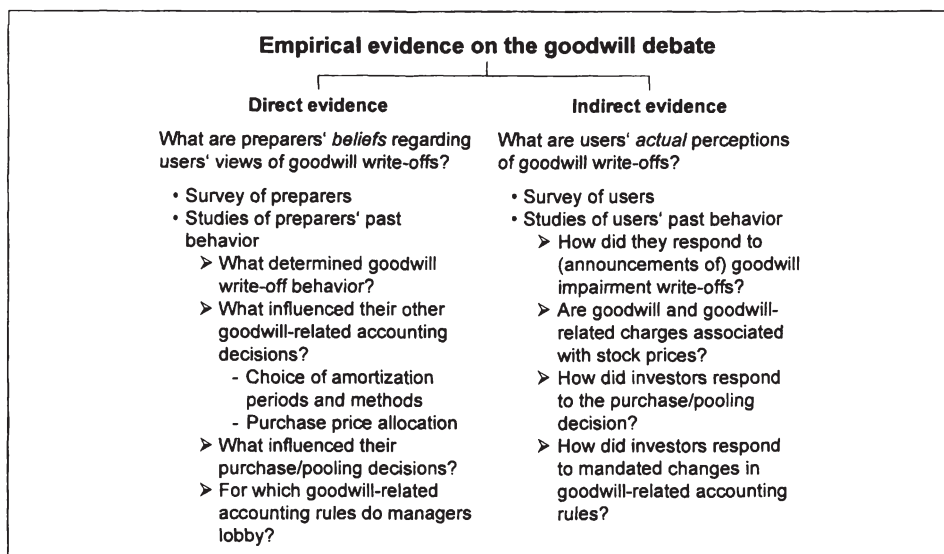 Empirical evidence on the goodwill debate
Direct evidence
What are preparers' beliefs regarding
users' views of goodwill write-offs?
• Survey of preparers
• Studies of preparers' past
behavior
➢ What determined goodwill
write-off behavior?
➢ What influenced their other
goodwill-related accounting
decisions?
- Choice of amortization
periods and methods
- Purchase price allocation
➢ What influenced their
purchase/pooling decisions?
➢ For which goodwill-related
accounting rules do managers
lobby?
Indirect evidence
What are users' actual perceptions
of goodwill write-offs?
• Survey of users
• Studies of users' past behavior
➢ How did they respond to
(announcements of) goodwill
impairment write-offs?
➢ Are goodwill and goodwill-
related charges associated
with stock prices?
➢ How did investors respond
to the purchase/pooling
decision?
➢ How did investors respond
to mandated changes in
goodwill-related accounting
rules?